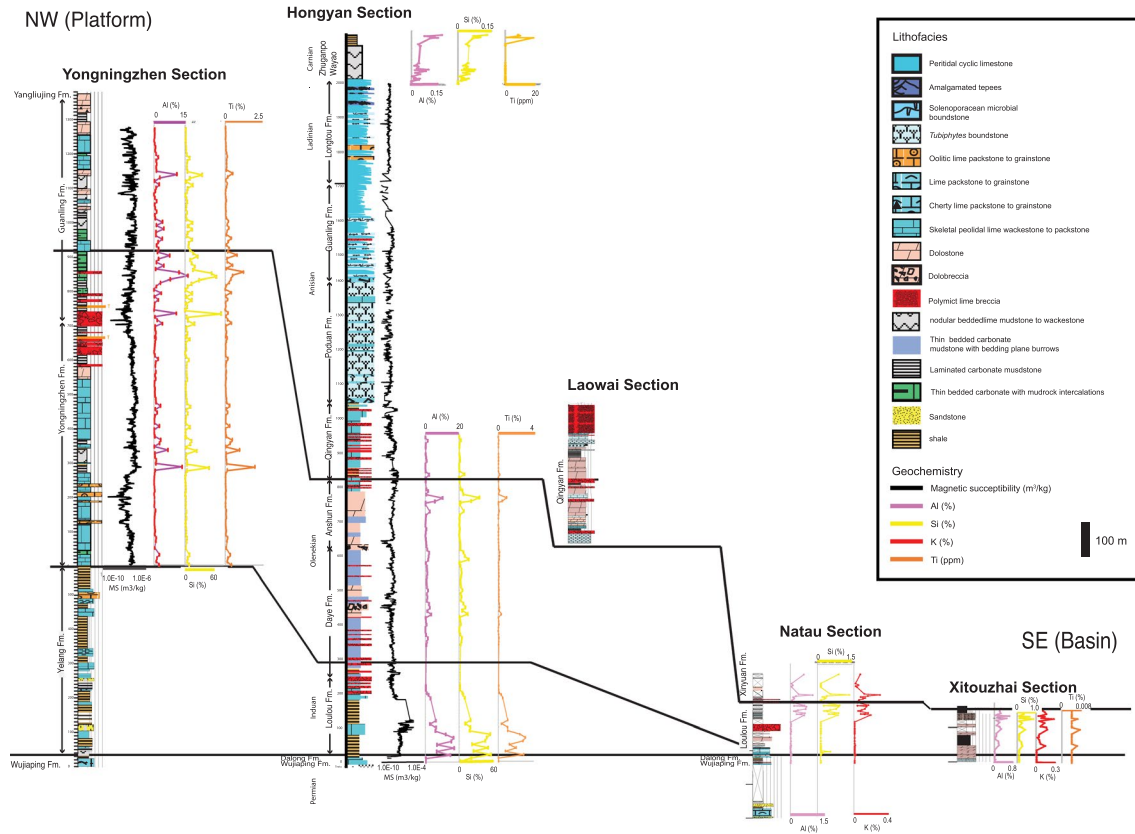 NW (Platform)
Hongyan Section
Si (%)
0 0.15
Al (%)
0.15
0 20
Ti (ppm)
Carnian
Zhuganpo
Wayao
Yongningzhen Section
Yangliujing Fm.
Al (%)
0 15
Si (%)
0 60
Ti (%)
0 2.5
Guanling Fm.
Yongningzhen Fm.
Yelang Fm.
Wujiaping Fm.
1.0E-10 1.0E-6
MS (m3/kg)
Ladinian
Longtou Fm.
Anisian
Guanling Fm.
Poduan Fm.
Qingyan Fm.
Olenekian
Anshun Fm.
Daye Fm.
Induan
Loulou Fm.
Dalong Fm.
Wujiaping Fm.
Permian
Al (%)
0 20
Ti (%)
0 4
1.0E-10 1.0E-4
MS (m3/kg)
0 60
Si (%)
Laowai Section
Qingyan Fm.
Natau Section
Si (%)
0 1.5
Xinyuan Fm.
Loulou Fm.
Dalong Fm.
Wujiaping Fm.
0 1.5
Al (%)
0 0.4
K (%)
SE (Basin)
Xitouzhai Section
Si (%)
0 1.0
Ti (%)
0 0.008
0 0.8
Al (%)
0 0.3
K (%)
Lithofacies
Peritidal cyclic limestone
Amalgamated tepees
Solenoporacean microbial
boundstone
Tubiphytes boundstone
Oolitic lime packstone to grainstone
Lime packstone to grainstone
Cherty lime packstone to grainstone
Skeletal peolidal lime wackestone to packstone
Dolostone
Dolobreccia
Polymict lime breccia
nodular beddedlime mudstone to wackestone
Thin bedded carbonate
mudstone with bedding plane burrows
Laminated carbonate musdstone
Thin bedded carbonate with mudrock intercalations
Sandstone
shale
Geochemistry
Magnetic succeptibility (m³/kg)
Al (%)
Si (%)
K (%)
Ti (ppm)
100 m